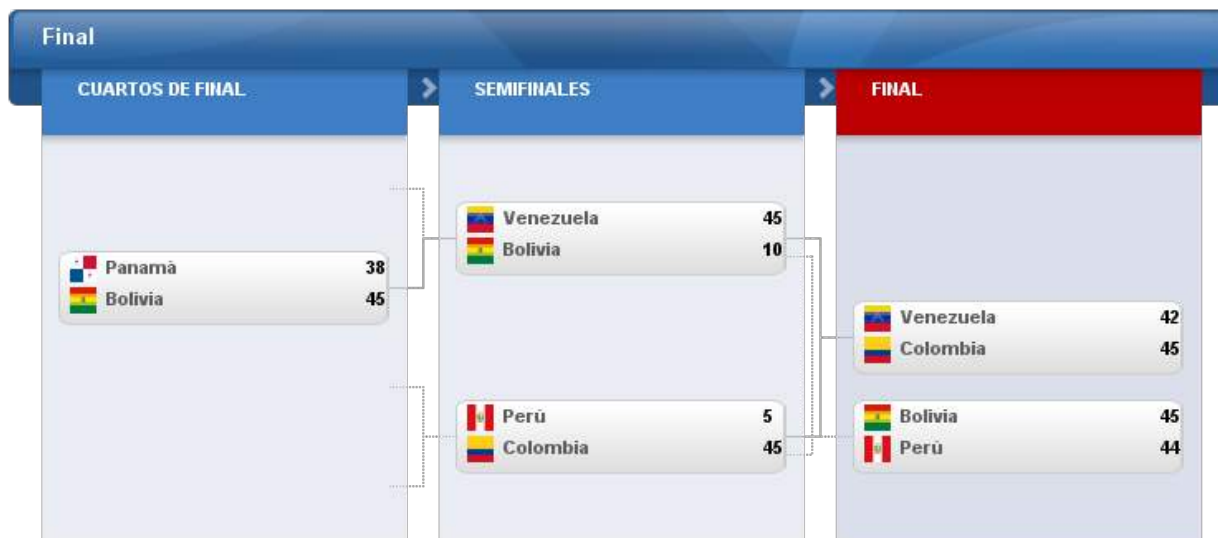 Final
CUARTOS DE FINAL
SEMIFINALES
FINAL
Panamà 38
Bolivia 45
Venezuela 45
Bolivia 10
Perù 5
Colombia 45
Venezuela 42
Colombia 45
Bolivia 45
Perù 44